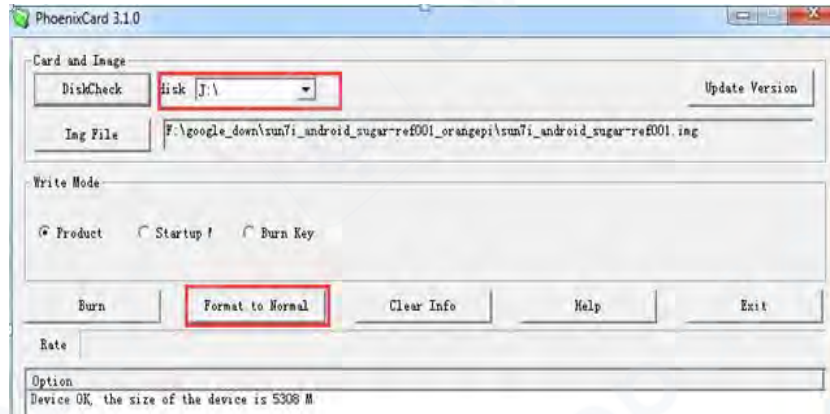 PhoenixCard 3.1.0
Card and Image
DiskCheck disk J:\ Update Version
Img File F:\google_down\sun7i_android_sugar-ref001_orangepi\sun7i_android_sugar-ref001.img
Write Mode
Product Startup Burn Key
Burn Format to Normal Clear Info Help Exit
Rate
Option
Device OK, the size of the device is 5308 M